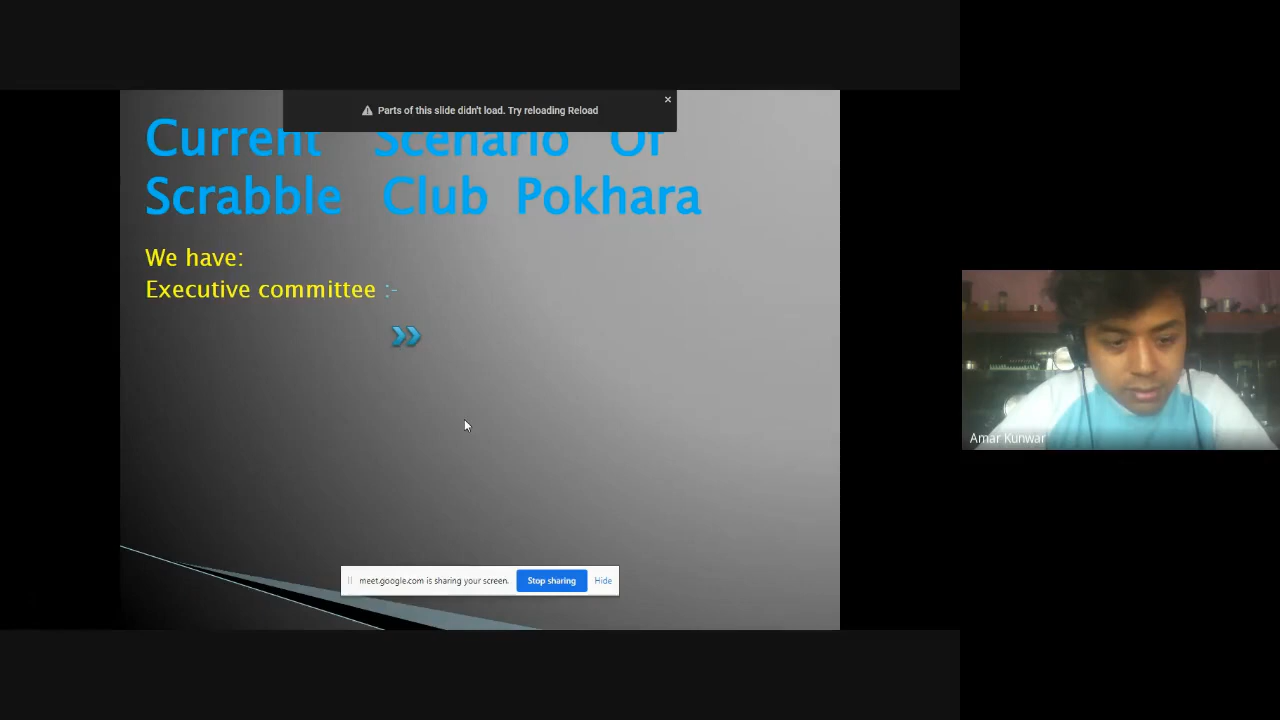 Parts of this slide didn't load. Try reloading Reload
Current Scenario Of
Scrabble Club Pokhara
We have:
Executive committee :-
meet.google.com is sharing your screen.
Stop sharing
Hide
Amar Kunwar